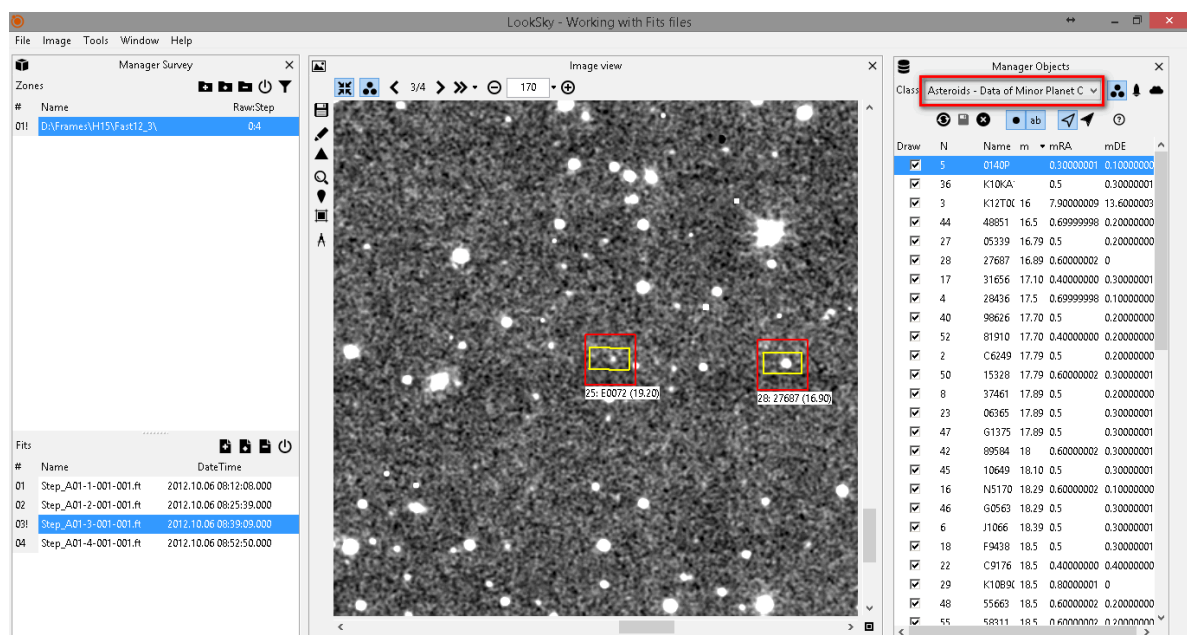 LookSky - Working with Fits files
File Image Tools Window Help
Manager Survey
Zones
# Name Raw:Step
01! D:\Frames\H15\Fast12_3\ 0:4
Fits
# Name DateTime
01 Step_A01-1-001-001.ft 2012.10.06 08:12:08.000
02 Step_A01-2-001-001.ft 2012.10.06 08:25:39.000
03! Step_A01-3-001-001.ft 2012.10.06 08:39:09.000
04 Step_A01-4-001-001.ft 2012.10.06 08:52:50.000
Image view
3/4 170
25: E0072 (19.20)
28: 27687 (16.90)
Manager Objects
Class Asteroids - Data of Minor Planet C
ab
Draw N Name m mRA mDE
5 0140P 0.30000001 0.10000000
36 K10KA 0.5 0.30000001
3 K12T0( 16 7.90000009 13.6000003
44 48851 16.5 0.69999998 0.20000000
27 05339 16.79 0.5 0.20000000
28 27687 16.89 0.60000002 0
17 31656 17.10 0.40000000 0.30000001
4 28436 17.5 0.69999998 0.10000000
40 98626 17.70 0.5 0.20000000
52 81910 17.70 0.40000000 0.20000000
2 C6249 17.79 0.5 0.20000000
50 15328 17.79 0.60000002 0.30000001
8 37461 17.89 0.5 0.20000000
23 06365 17.89 0.5 0.30000001
47 G1375 17.89 0.5 0.30000001
42 89584 18 0.60000002 0.30000001
45 10649 18.10 0.5 0.30000001
16 N5170 18.29 0.60000002 0.10000000
46 G0563 18.29 0.5 0.30000001
6 J1066 18.39 0.5 0.30000001
18 F9438 18.5 0.5 0.30000001
22 C9176 18.5 0.40000000 0.40000000
29 K10B9( 18.5 0.80000001 0
48 55663 18.5 0.60000002 0.20000000
55 58311 18.5 0.60000002 0.20000000